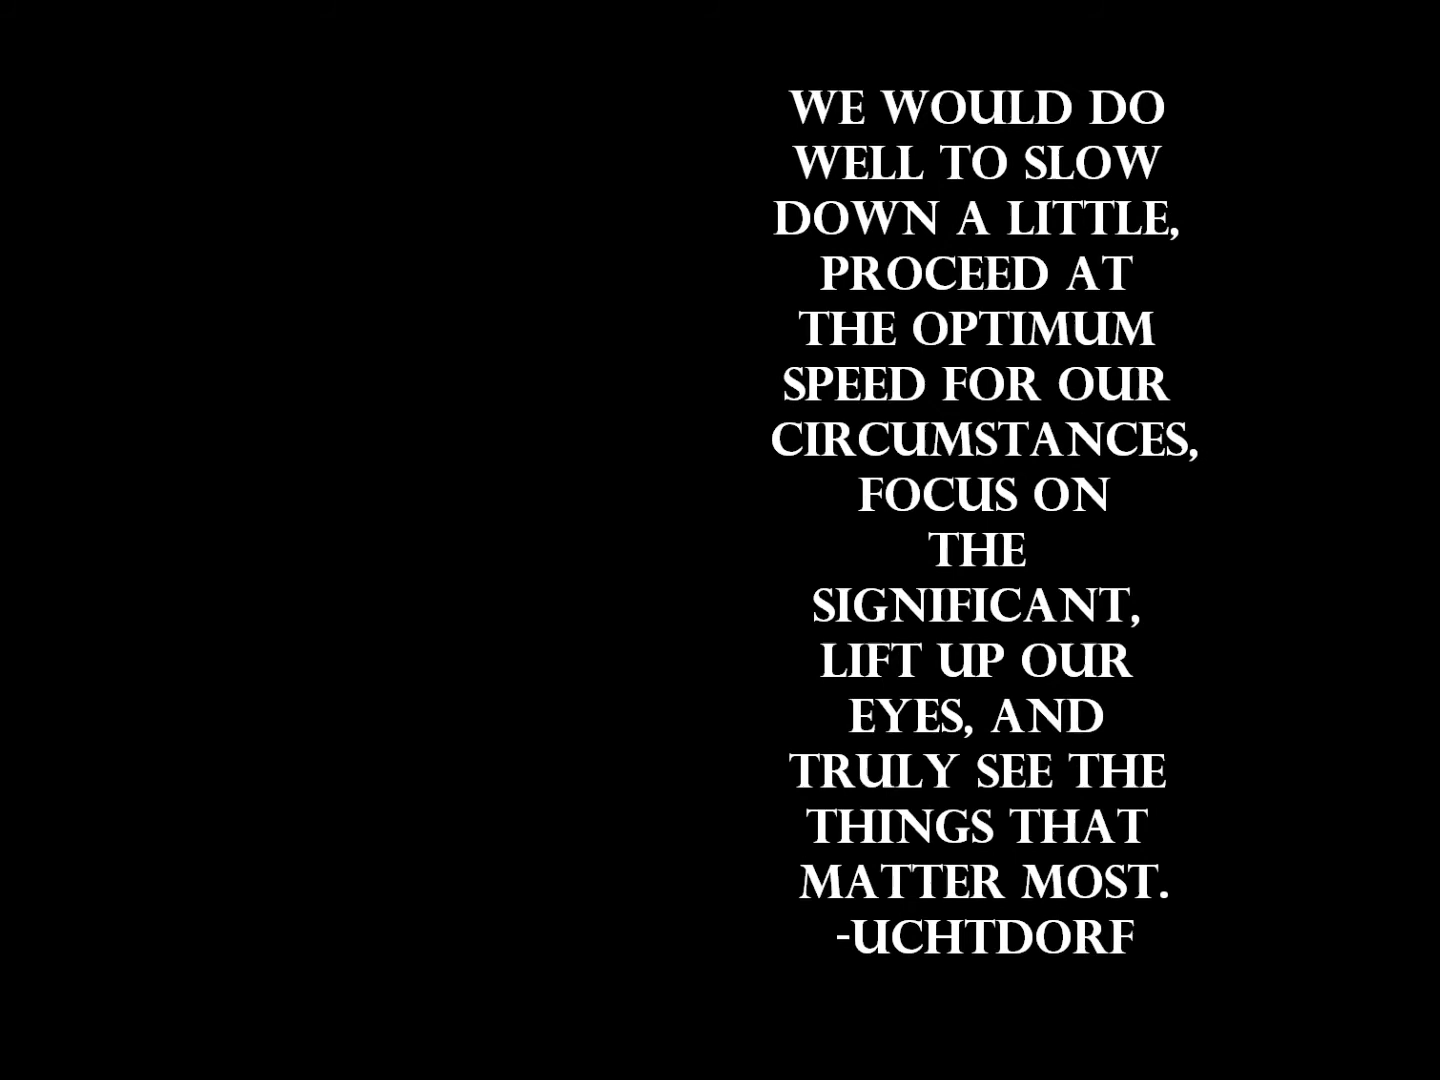 WE WOULD DO
WELL TO SLOW
DOWN A LITTLE,
PROCEED AT
THE OPTIMUM
SPEED FOR OUR
CIRCUMSTANCES,
FOCUS ON
THE
SIGNIFICANT,
LIFT UP OUR
EYES, AND
TRULY SEE THE
THINGS THAT
MATTER MOST.
-UCHTDORF